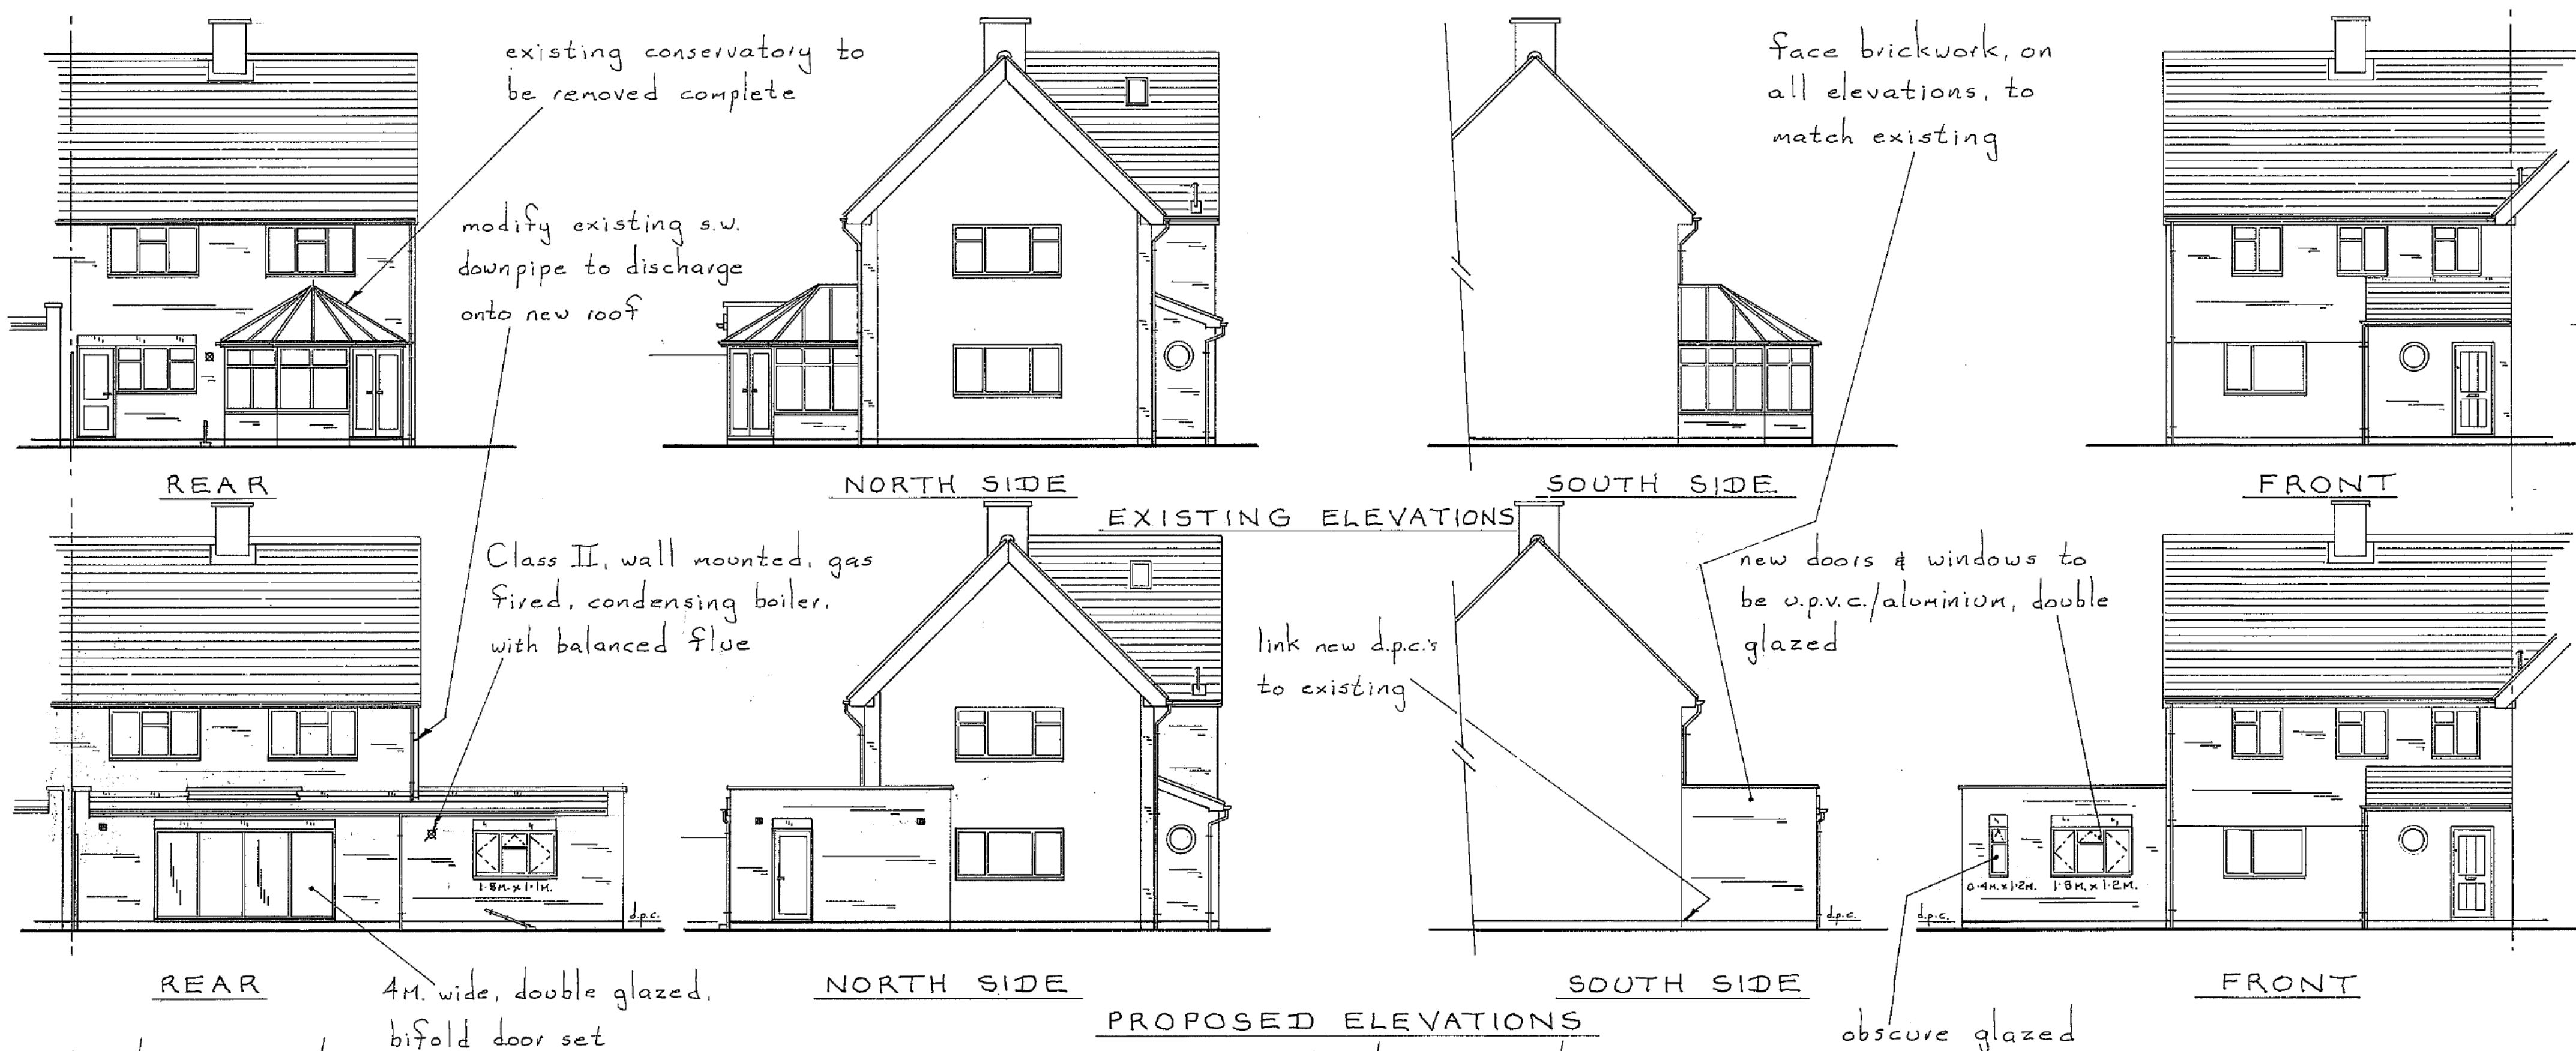 existing conservatory to
be removed complete
face brickwork, on
all elevations, to
match existing
modify existing s.w.
downpipe to discharge
onto new roof
REAR
NORTH SIDE
SOUTH SIDE
FRONT
EXISTING ELEVATIONS
Class II, wall mounted, gas
fired, condensing boiler,
with balanced flue
new doors & windows to
be u.p.v.c./aluminium, double
glazed
link new d.p.c.'s
to existing
1·8M. x 1·1M.
0·4M. x 1·2M.
1·8M. x 1·2M.
d.p.c.
d.p.c.
d.p.c.
REAR
NORTH SIDE
SOUTH SIDE
FRONT
4M. wide, double glazed,
bifold door set
PROPOSED ELEVATIONS
obscure glazed